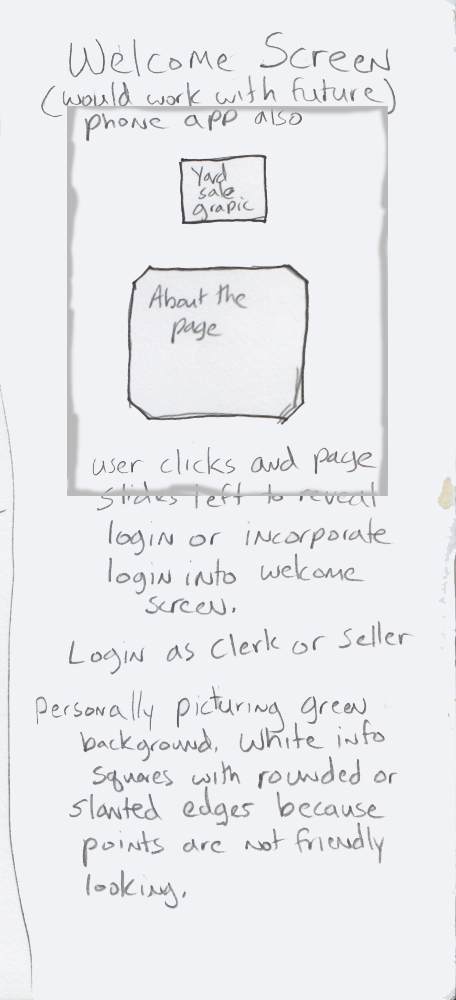 Welcome Screen
(would work with future)
phone app also
Yard
sale
grapic
About the
page
user clicks and page
slides left to reveal
login or incorporate
login into welcome
screen.
Login as Clerk or Seller
Personally picturing green
background. White info
squares with rounded or
slanted edges because
points are not friendly
looking.